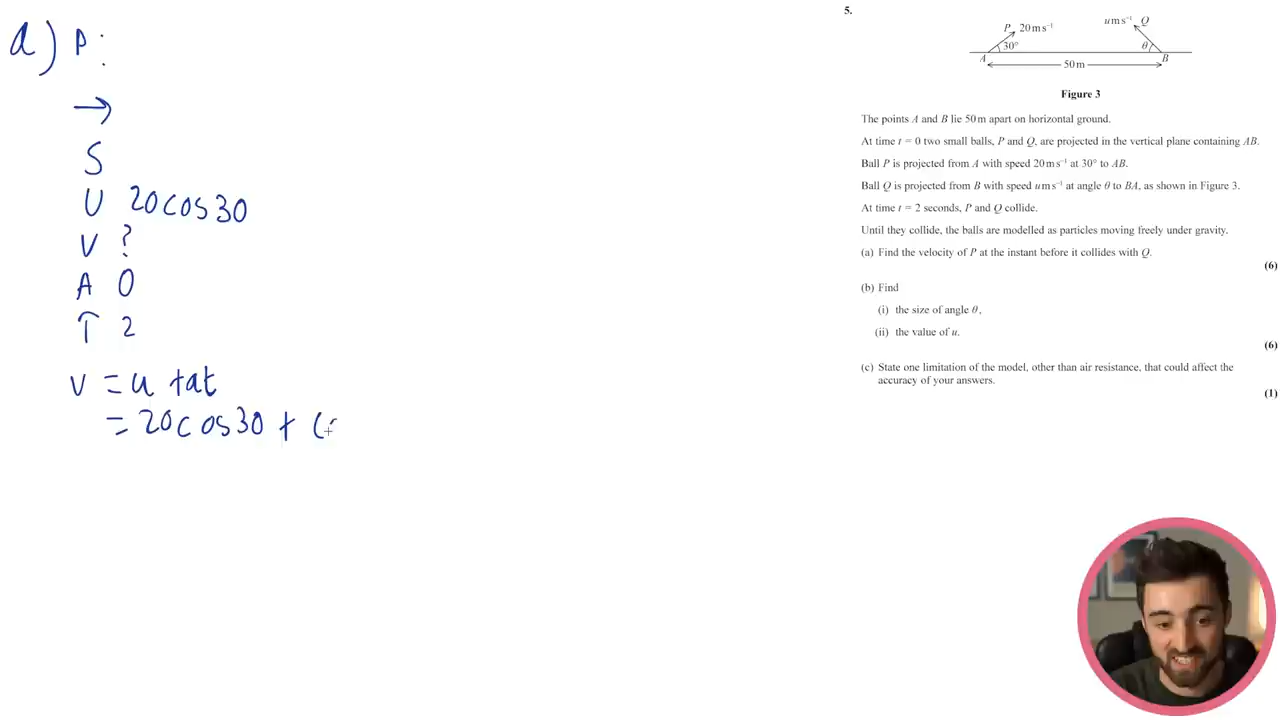 a) P:
→
S
U 20cos30
V ?
A 0
T 2
v = u + at
= 20cos30 + (
5.
P 20 m s⁻¹
u m s⁻¹ Q
30°
θ
A
B
50 m
Figure 3
The points A and B lie 50 m apart on horizontal ground.
At time t = 0 two small balls, P and Q, are projected in the vertical plane containing AB.
Ball P is projected from A with speed 20 m s⁻¹ at 30° to AB.
Ball Q is projected from B with speed u m s⁻¹ at angle θ to BA, as shown in Figure 3.
At time t = 2 seconds, P and Q collide.
Until they collide, the balls are modelled as particles moving freely under gravity.
(a) Find the velocity of P at the instant before it collides with Q.
(6)
(b) Find
(i) the size of angle θ,
(ii) the value of u.
(6)
(c) State one limitation of the model, other than air resistance, that could affect the
accuracy of your answers.
(1)